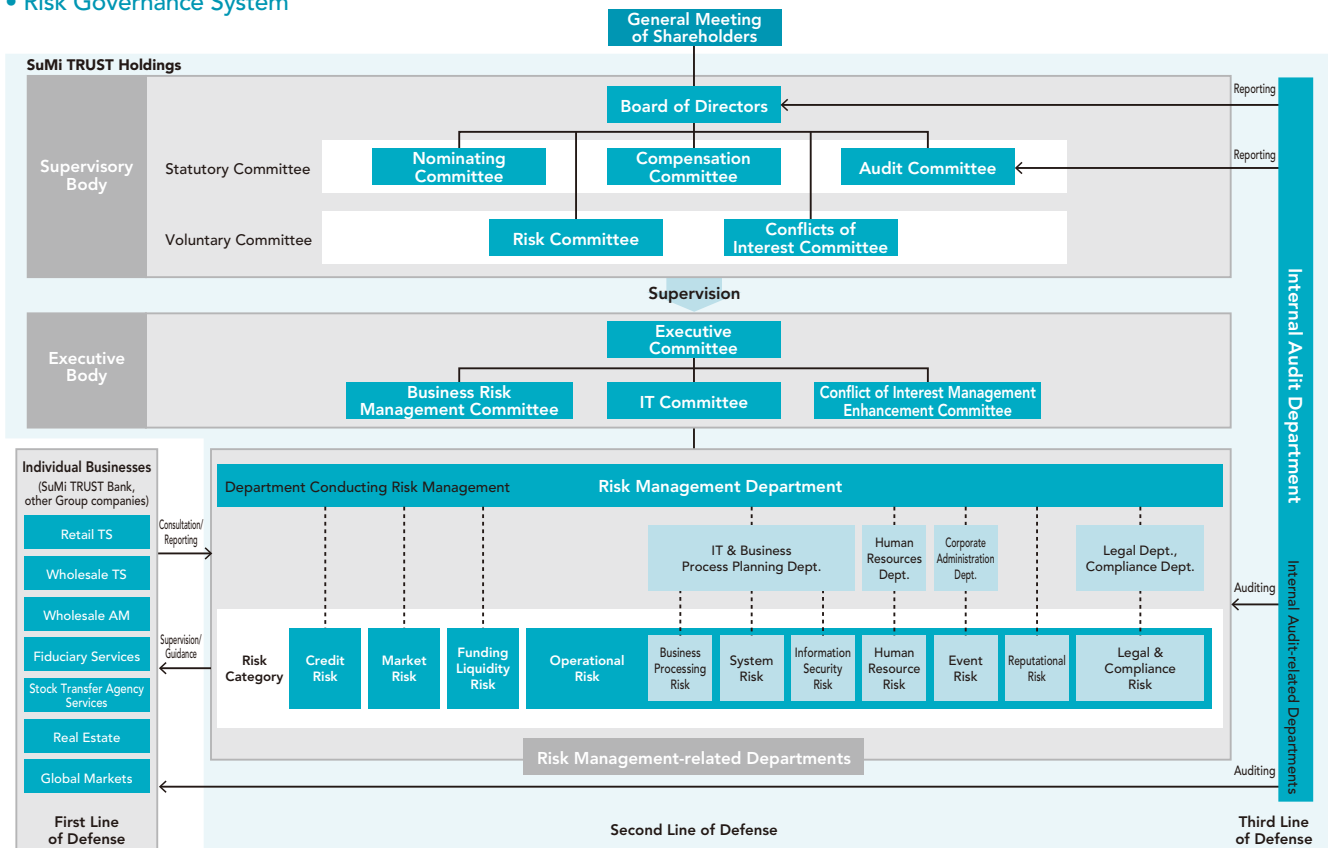 • Risk Governance System
General Meeting
of Shareholders
SuMi TRUST Holdings
Supervisory
Body
Board of Directors
Reporting
Statutory Committee
Nominating
Committee
Compensation
Committee
Audit Committee
Reporting
Voluntary Committee
Risk Committee
Conflicts of
Interest Committee
Supervision
Executive
Body
Executive
Committee
Business Risk
Management Committee
IT Committee
Conflict of Interest Management
Enhancement Committee
Internal Audit Department
Internal Audit-related Departments
Individual Businesses
(SuMi TRUST Bank,
other Group companies)
Retail TS
Wholesale TS
Wholesale AM
Fiduciary Services
Stock Transfer Agency
Services
Real Estate
Global Markets
Consultation/
Reporting
Supervision/
Guidance
Department Conducting Risk Management
Risk Management Department
IT & Business
Process Planning Dept.
Human
Resources
Dept.
Corporate
Administration
Dept.
Legal Dept.,
Compliance Dept.
Auditing
Risk
Category
Credit
Risk
Market
Risk
Funding
Liquidity
Risk
Operational
Risk
Business
Processing
Risk
System
Risk
Information
Security
Risk
Human
Resource
Risk
Event
Risk
Reputational
Risk
Legal &
Compliance
Risk
Risk Management-related Departments
Auditing
First Line
of Defense
Second Line of Defense
Third Line
of Defense